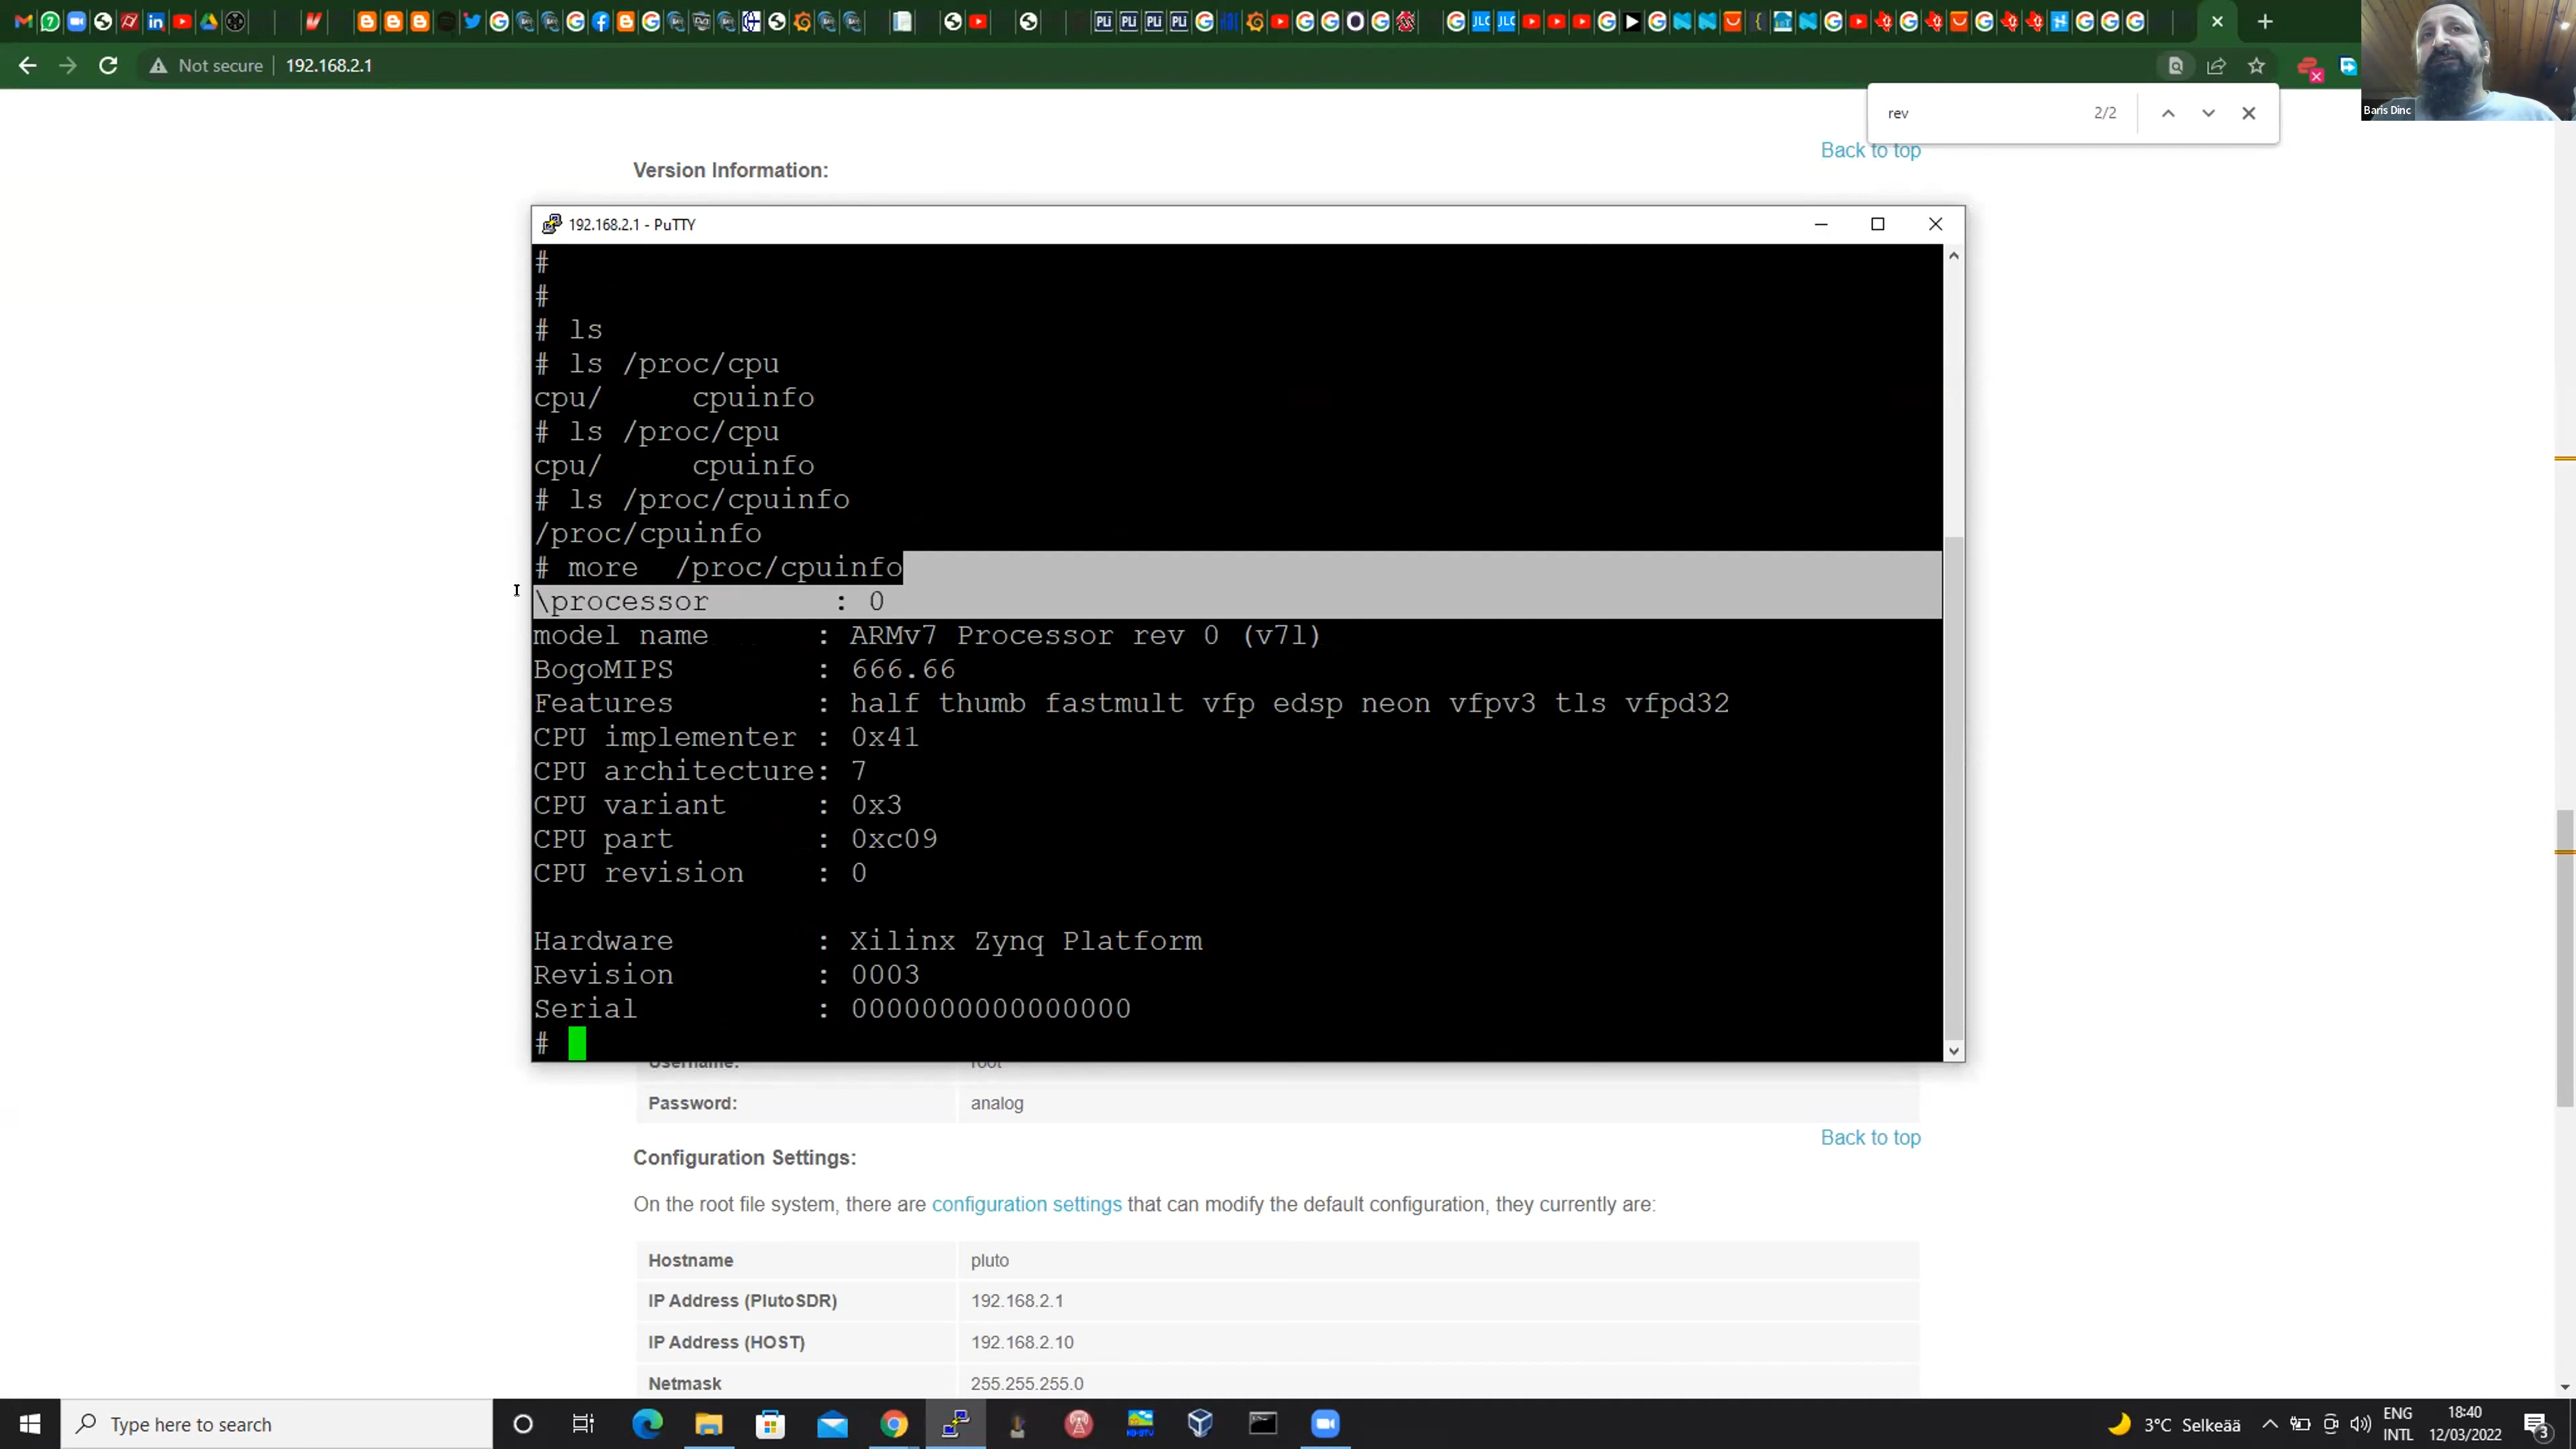 Not secure
192.168.2.1
rev
2/2
Baris Dinc
Back to top
Version Information:
192.168.2.1 - PuTTY
#
#
# ls
# ls /proc/cpu
cpu/ cpuinfo
# ls /proc/cpu
cpu/ cpuinfo
# ls /proc/cpuinfo
/proc/cpuinfo
# more /proc/cpuinfo
\processor : 0
model name : ARMv7 Processor rev 0 (v7l)
BogoMIPS : 666.66
Features : half thumb fastmult vfp edsp neon vfpv3 tls vfpd32
CPU implementer : 0x41
CPU architecture: 7
CPU variant : 0x3
CPU part : 0xc09
CPU revision : 0
Hardware : Xilinx Zynq Platform
Revision : 0003
Serial : 0000000000000000
#
Username: root
Password: analog
Back to top
Configuration Settings:
On the root file system, there are configuration settings that can modify the default configuration, they currently are:
Hostname pluto
IP Address (PlutoSDR) 192.168.2.1
IP Address (HOST) 192.168.2.10
Netmask 255.255.255.0
Type here to search
3°C Selkeää
ENG
INTL
18:40
12/03/2022
3